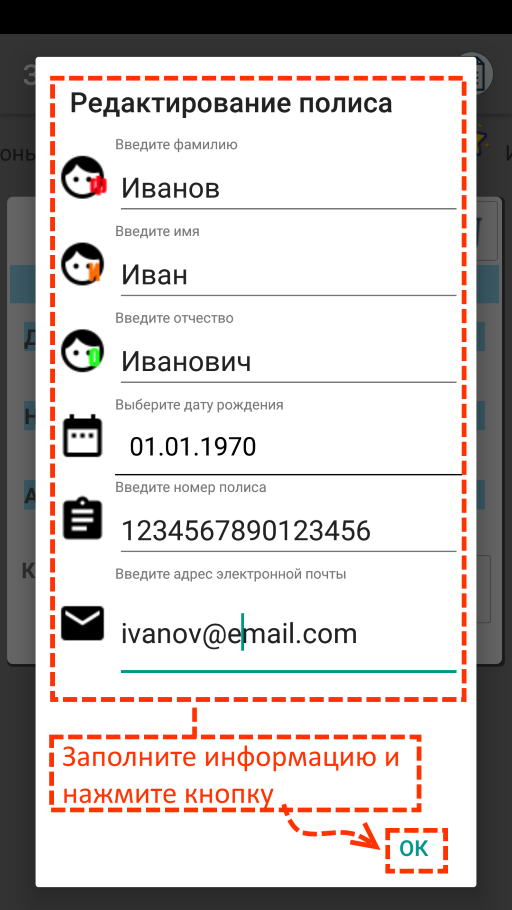 Редактирование полиса
Введите фамилию
Иванов
Введите имя
Иван
Введите отчество
Иванович
Выберите дату рождения
01.01.1970
Введите номер полиса
1234567890123456
Введите адрес электронной почты
ivanov@email.com
Заполните информацию и
нажмите кнопку
ОК